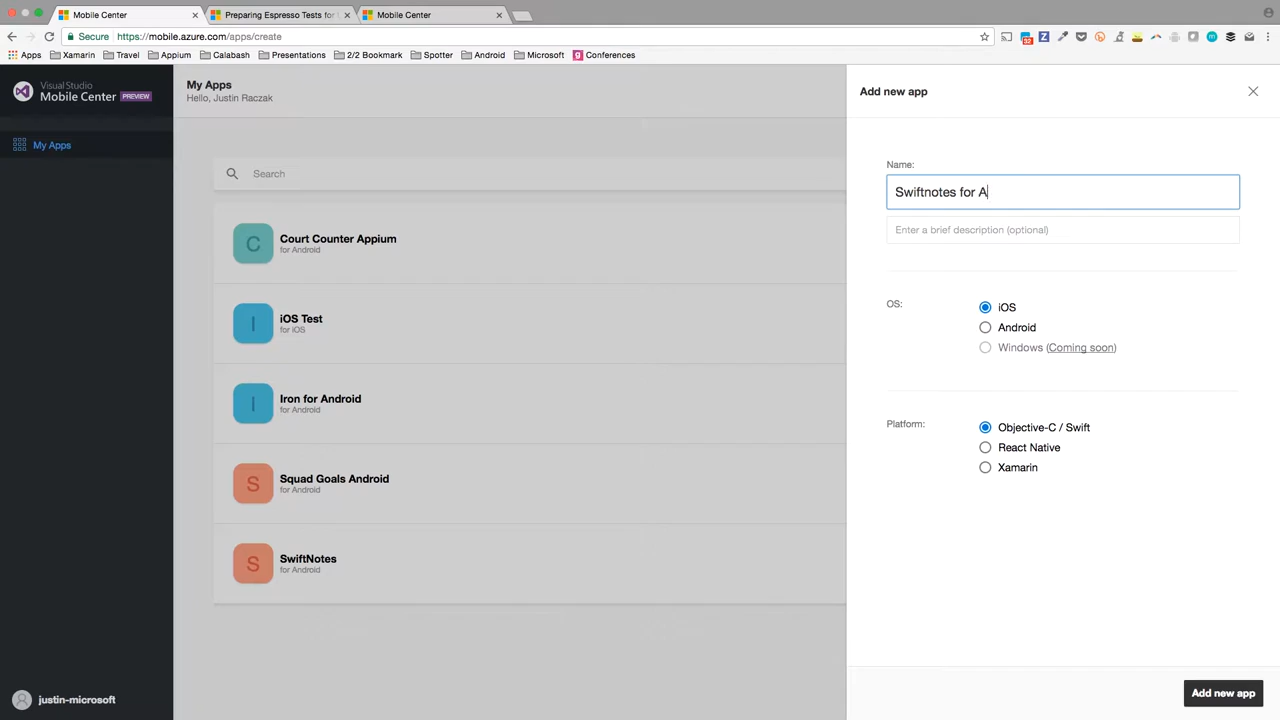 Mobile Center
Preparing Espresso Tests for
Mobile Center
Secure https://mobile.azure.com/apps/create
Apps Xamarin Travel Appium Calabash Presentations 2/2 Bookmark Spotter Android Microsoft Conferences
Visual Studio
Mobile Center PREVIEW
My Apps
My Apps
Hello, Justin Raczak
Search
C
Court Counter Appium
for Android
I
iOS Test
for iOS
I
Iron for Android
for Android
S
Squad Goals Android
for Android
S
SwiftNotes
for Android
justin-microsoft
Add new app
Name:
Swiftnotes for A
Enter a brief description (optional)
OS:
iOS
Android
Windows (Coming soon)
Platform:
Objective-C / Swift
React Native
Xamarin
Add new app